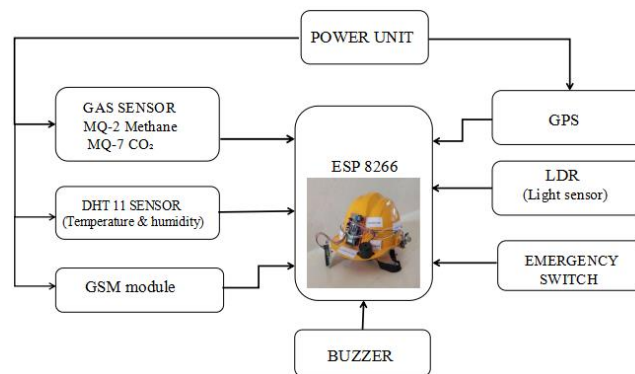 POWER UNIT
GAS SENSOR
MQ-2 Methane
MQ-7 CO₂
GPS
ESP 8266
LDR
(Light sensor)
DHT 11 SENSOR
(Temperature & humidity)
EMERGENCY
SWITCH
GSM module
BUZZER